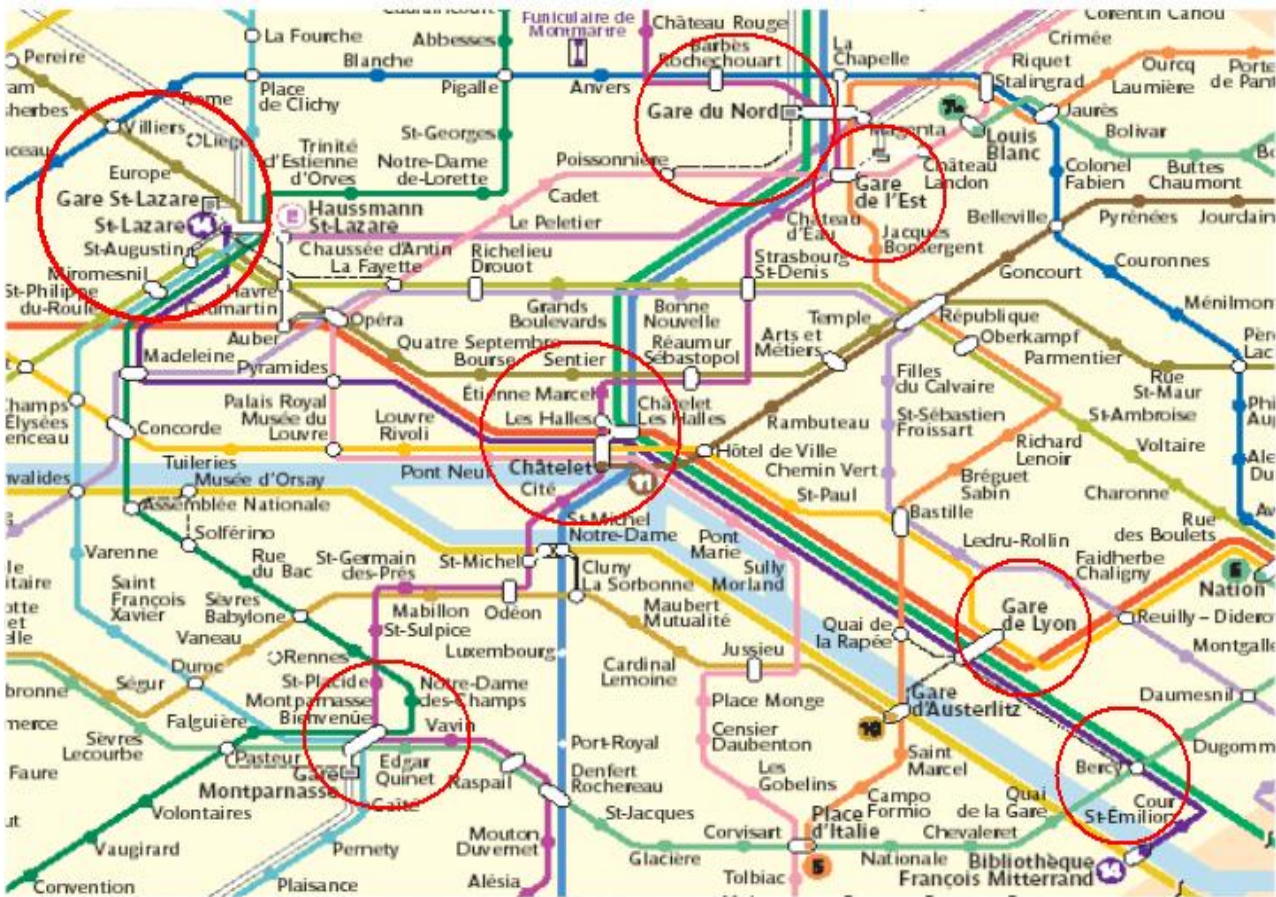 Funiculaire de
Montmartre
Château Rouge
Corentin Cariou
La Fourche
Abbesses
Barbès
Rochechouart
La
Chapelle
Crimée
Riquet
Stalingrad
Ourcq
Laumière
Porte
de Pant
Pereire
Blanche
Place
de Clichy
Pigalle
Anvers
Gare du Nord
Rome
Villiers
Liège
St-Georges
Magenta
Louis
Blanc
Jaurès
Bolivar
Trinité
d'Estienne
d'Orves
Notre-Dame
de-Lorette
Poissonnière
Château
Landon
Colonel
Fabien
Buttes
Chaumont
Europe
Cadet
Gare
de l'Est
Gare St-Lazare
St-Lazare
14
E
Haussmann
St-Lazare
Le Peletier
Château
d'Eau
Belleville
Pyrénées
Jourdain
St-Augustin
Chaussée d'Antin
La Fayette
Richelieu
Drouot
Strasbourg
St-Denis
Jacques
Bonsergent
Goncourt
Couronnes
Miromesnil
St-Philippe
du-Roule
Havre
Caumartin
Grands
Boulevards
Bonne
Nouvelle
Temple
République
Ménilmon
Auber
Opéra
Quatre Septembre
Bourse
Sentier
Réaumur
Sébastopol
Arts et
Métiers
Oberkampf
Parmentier
Madeleine
Pyramides
Étienne Marcel
Filles
du Calvaire
Rue
St-Maur
Champs
Elysées
Palais Royal
Musée du
Louvre
Louvre
Rivoli
Les Halles
Châtelet
Les Halles
Rambuteau
St-Sébastien
Froissart
St-Ambroise
Concorde
Hôtel de Ville
Richard
Lenoir
Voltaire
Tuileries
Musée d'Orsay
Pont Neuf
Châtelet
11
Chemin Vert
Bréguet
Sabin
Charonne
nvalides
Cité
St-Paul
Assemblée Nationale
Bastille
Rue
des Boulets
Solférino
St-Michel
Notre-Dame
Pont
Marie
Ledru-Rollin
Faidherbe
Chaligny
Varenne
Rue
du Bac
St-Germain
des-Prés
St-Michel
Cluny
La Sorbonne
Sully
Morland
Nation
Saint
François
Xavier
Sèvres
Babylone
Mabillon
Odéon
Maubert
Mutualité
Gare
de Lyon
Reuilly – Diderot
Vaneau
St-Sulpice
Quai de
la Rapée
Montgalle
Duroc
Rennes
Luxembourg
Cardinal
Lemoine
Jussieu
Ségur
St-Placide
Notre-Dame
des-Champs
Place Monge
Gare
d'Austerlitz
10
Daumesnil
Falguière
Montparnasse
Bienvenüe
Vavin
Sèvres
Lecourbe
Pasteur
Edgar
Quinet
Raspail
Port-Royal
Censier
Daubenton
Saint
Marcel
Bercy
Dugomm
Faure
Gare
Montparnasse
Denfert
Rochereau
Les
Gobelins
Volontaires
Gaîté
St-Jacques
Campo
Formio
Quai
de la Gare
Cour
St-Emilion
Vaugirard
Pernety
Mouton
Duvernet
Glacière
Corvisart
Place
d'Italie
5
Nationale
Chevaleret
Convention
Plaisance
Alésia
Tolbiac
Bibliothèque
François Mitterrand
14